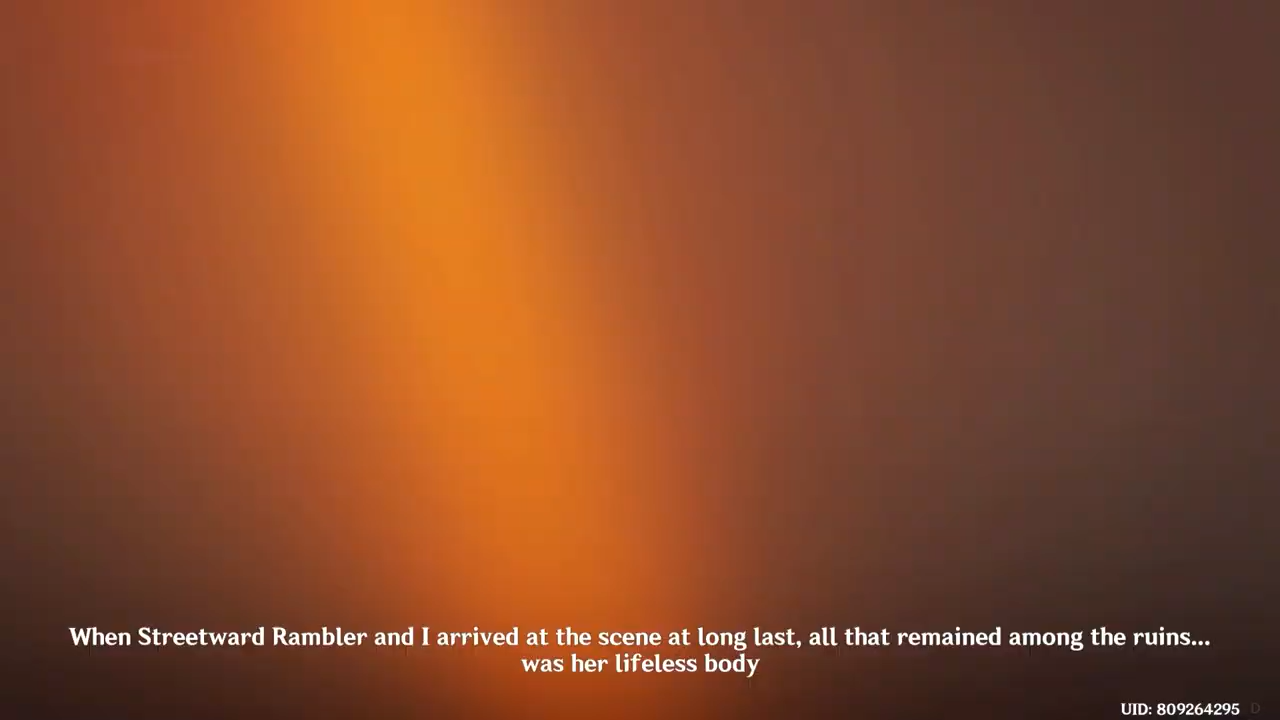 When Streetward Rambler and I arrived at the scene at long last, all that remained among the ruins...
was her lifeless body
UID: 809264295